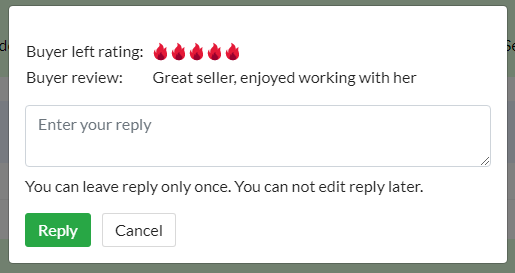 Buyer left rating:
Buyer review: Great seller, enjoyed working with her
Enter your reply
You can leave reply only once. You can not edit reply later.
Reply Cancel